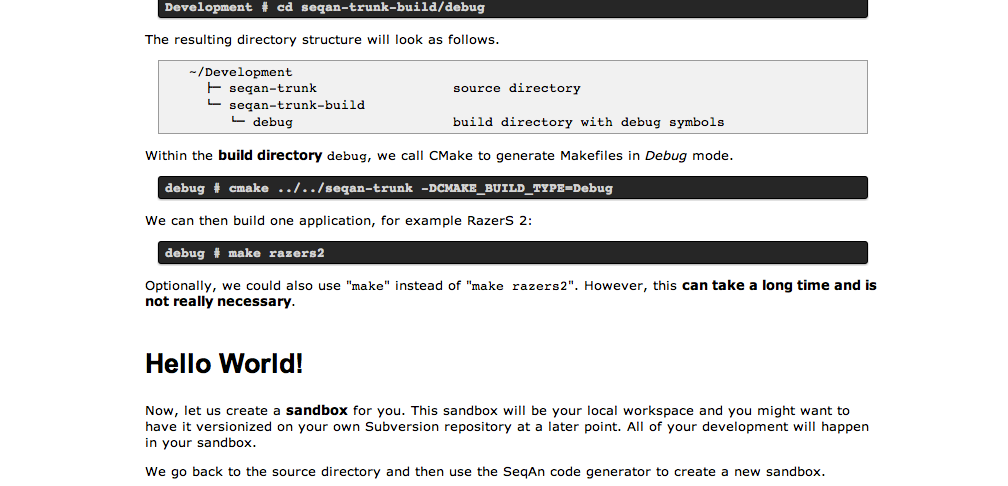 Development # cd seqan-trunk-build/debug
The resulting directory structure will look as follows.
~/Development
├─ seqan-trunk source directory
└─ seqan-trunk-build
└─ debug build directory with debug symbols
Within the build directory debug, we call CMake to generate Makefiles in Debug mode.
debug # cmake ../../seqan-trunk -DCMAKE_BUILD_TYPE=Debug
We can then build one application, for example RazerS 2:
debug # make razers2
Optionally, we could also use "make" instead of "make razers2". However, this can take a long time and is
not really necessary.
Hello World!
Now, let us create a sandbox for you. This sandbox will be your local workspace and you might want to
have it versionized on your own Subversion repository at a later point. All of your development will happen
in your sandbox.
We go back to the source directory and then use the SeqAn code generator to create a new sandbox.